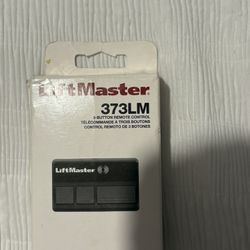 LiftMaster
373LM
3-BUTTON REMOTE CONTROL
TÉLÉCOMMANDE À TROIS BOUTONS
CONTROL REMOTO DE 3 BOTONES
LiftMaster